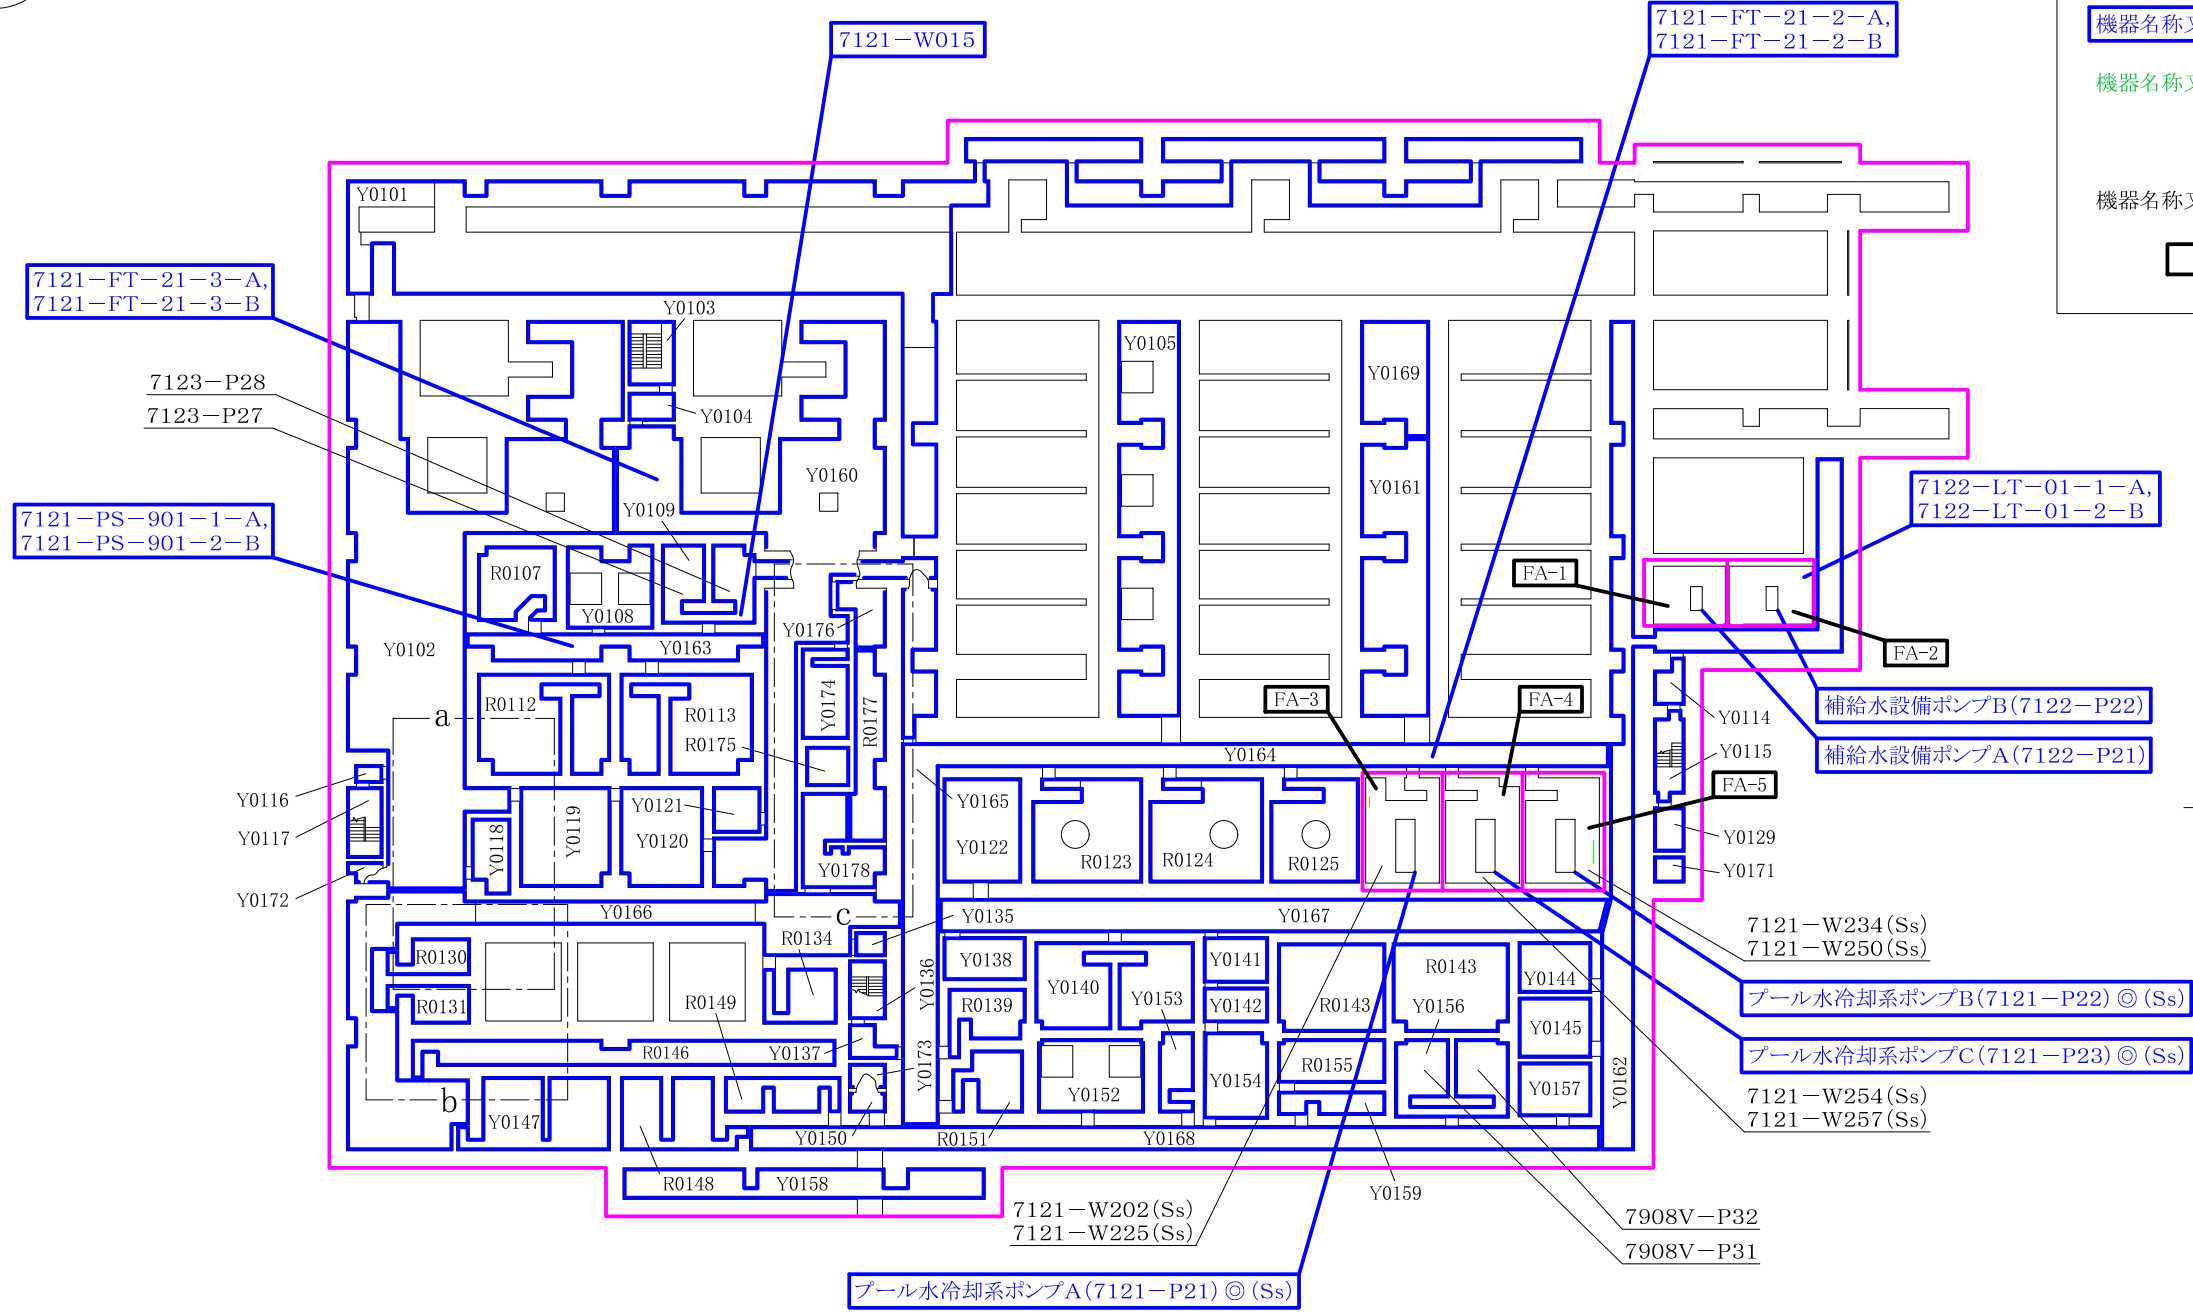 7121-W015
7121-FT-21-2-A,
7121-FT-21-2-B
機器名称
機器名称
機器名称
Y0101
7121-FT-21-3-A,
7121-FT-21-3-B
Y0103
Y0105
Y0169
7123-P28
7123-P27
Y0104
Y0160
Y0161
Y0109
7122-LT-01-1-A,
7122-LT-01-2-B
7121-PS-901-1-A,
7121-PS-901-2-B
R0107
Y0108
FA-1
Y0176
Y0102
Y0163
FA-2
R0112
a
R0113
R0175
Y0174
R0177
FA-3
FA-4
補給水設備ポンプB(7122-P22)
Y0114
補給水設備ポンプA(7122-P21)
Y0164
Y0115
FA-5
Y0116
Y0117
Y0118
Y0119
Y0121
Y0120
Y0165
Y0122
R0123
R0124
R0125
Y0129
Y0171
Y0172
Y0178
Y0166
c
Y0135
Y0167
7121-W234(Ss)
7121-W250(Ss)
R0130
R0134
Y0136
Y0138
Y0141
R0143
Y0144
R0131
R0149
R0139
Y0140
Y0153
Y0142
R0143
Y0156
プール水冷却系ポンプB(7121-P22)◎(Ss)
Y0145
R0146
Y0137
Y0173
プール水冷却系ポンプC(7121-P23)◎(Ss)
R0155
Y0154
Y0152
Y0157
Y0162
b
Y0147
7121-W254(Ss)
7121-W257(Ss)
Y0150
R0151
Y0168
R0148
Y0158
Y0159
7121-W202(Ss)
7121-W225(Ss)
7908V-P32
7908V-P31
プール水冷却系ポンプA(7121-P21)◎(Ss)